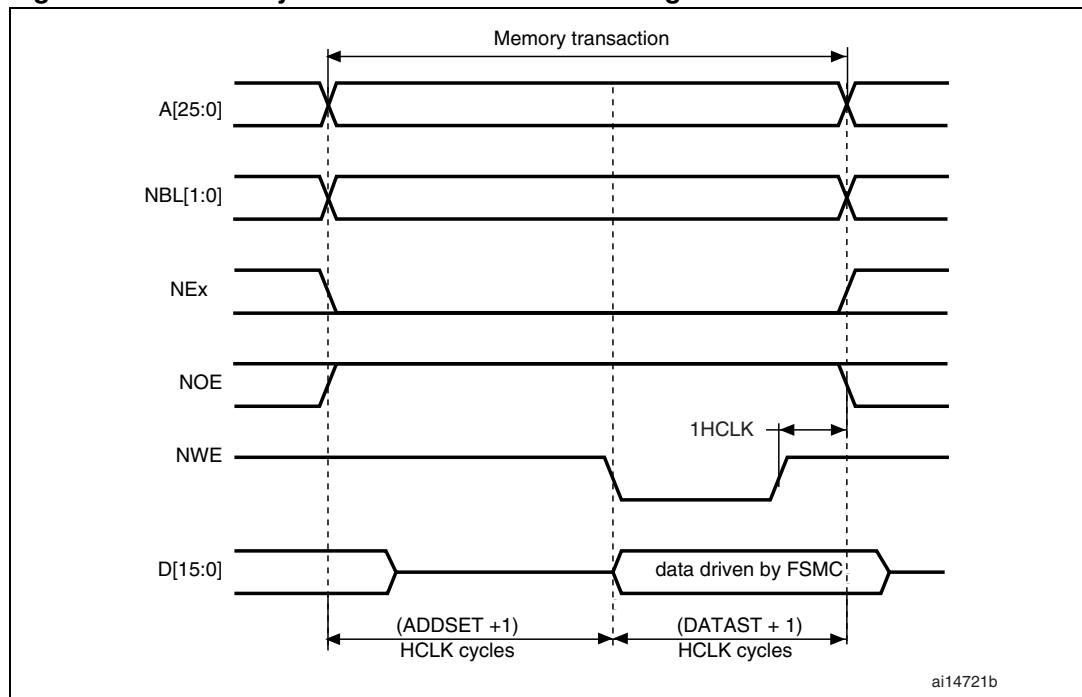 Memory transaction
A[25:0]
NBL[1:0]
NEx
NOE
1HCLK
NWE
D[15:0]
data driven by FSMC
(ADDSET +1)
HCLK cycles
(DATAST + 1)
HCLK cycles
ai14721b